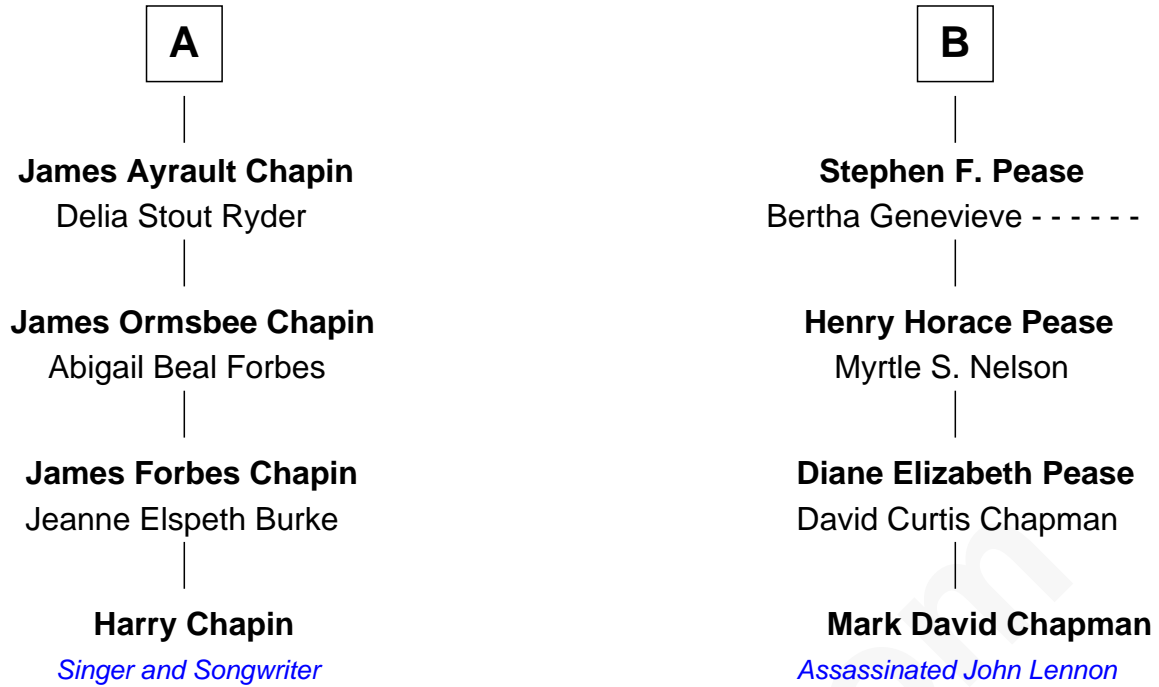 A
James Ayrault Chapin
Delia Stout Ryder
James Ormsbee Chapin
Abigail Beal Forbes
James Forbes Chapin
Jeanne Elspeth Burke
Harry Chapin
Singer and Songwriter
B
Stephen F. Pease
Bertha Genevieve - - - - - -
Henry Horace Pease
Myrtle S. Nelson
Diane Elizabeth Pease
David Curtis Chapman
Mark David Chapman
Assassinated John Lennon